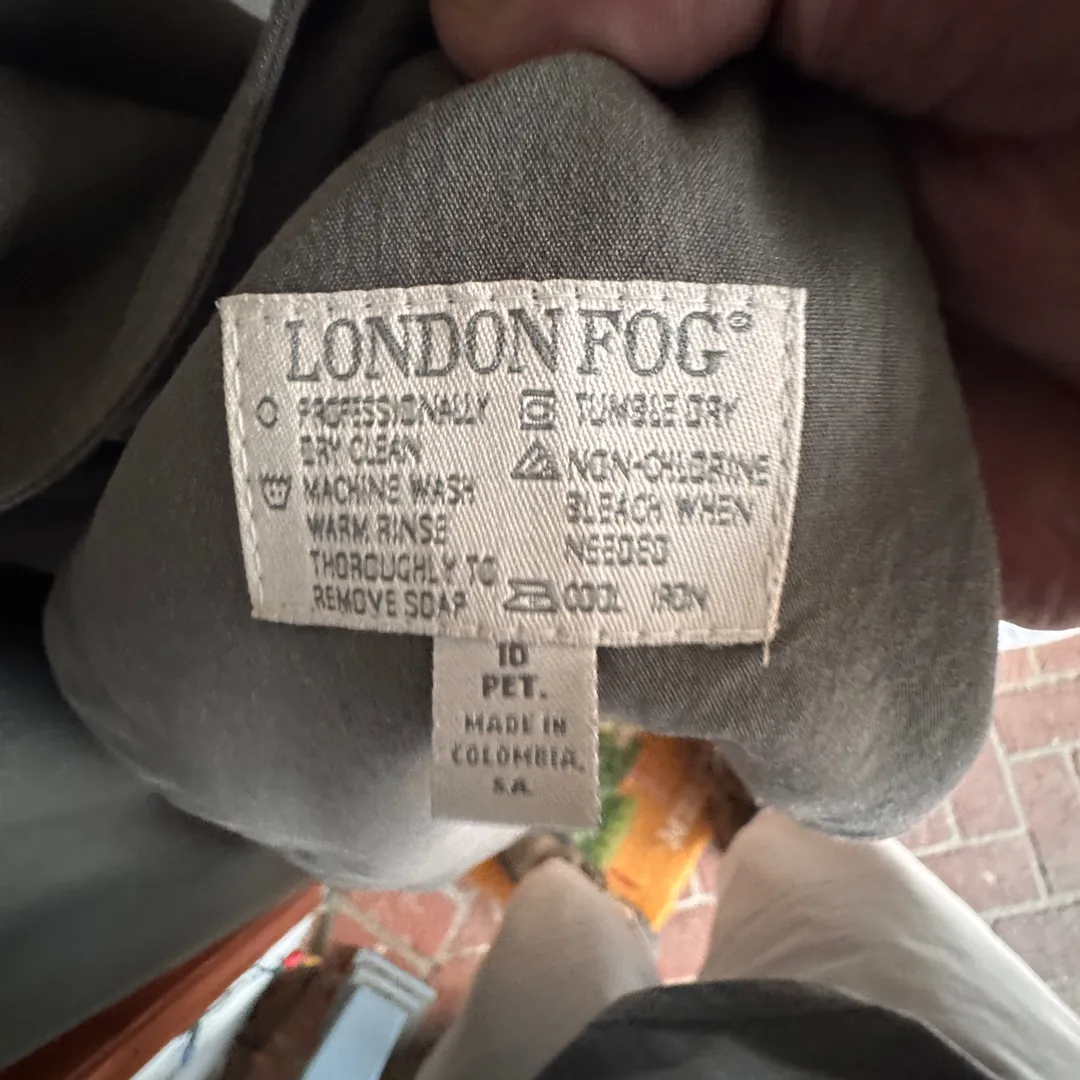 LONDON FOG®
PROFESSIONALLY
DRY CLEAN
MACHINE WASH
WARM RINSE
THOROUGHLY TO
REMOVE SOAP
TUMBLE DRY
NON-CHLORINE
BLEACH WHEN
NEEDED
COOL IRON
10
PET.
MADE IN
COLOMBIA,
S.A.